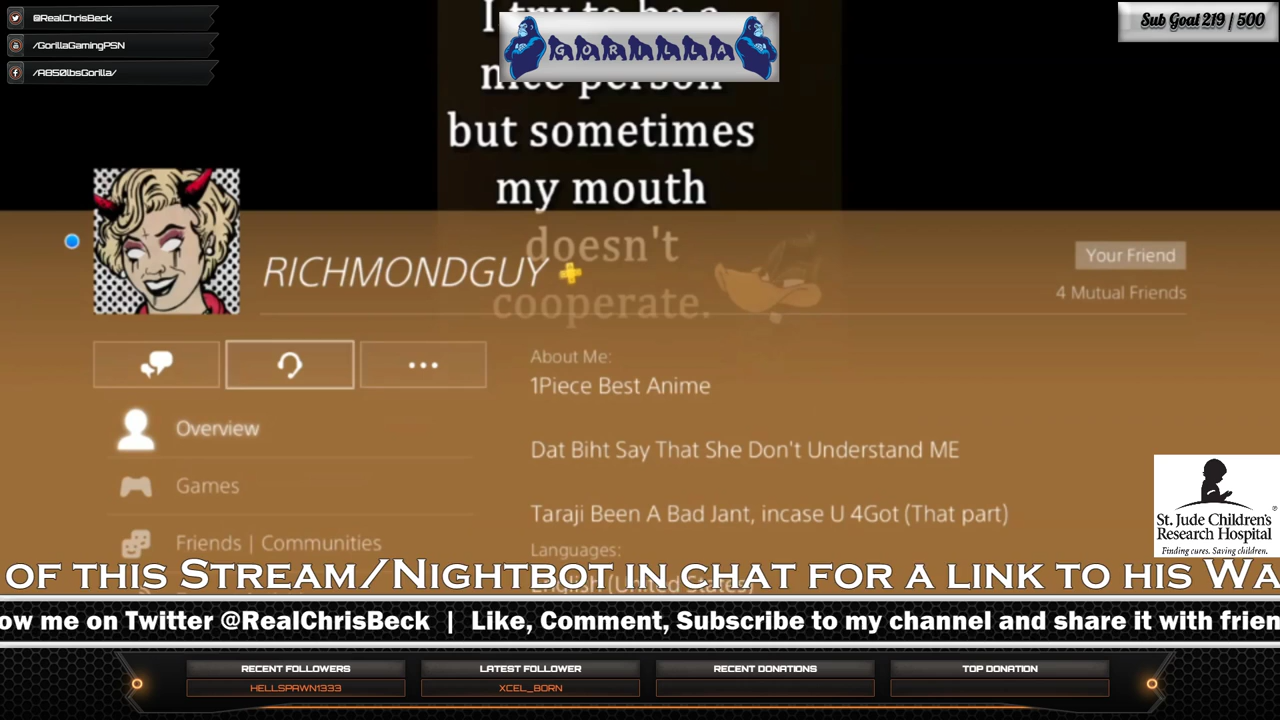 @RealChrisBeck
/GorillaGamingPSN
/A850lbsGorilla/
I try to be a
nice person
but sometimes
my mouth
doesn't
cooperate.
GORILLA
Sub Goal 219 / 500
RICHMONDGUY
Your Friend
4 Mutual Friends
About Me:
1Piece Best Anime
Dat Biht Say That She Don't Understand ME
Taraji Been A Bad Jant, incase U 4Got (That part)
Languages:
English (United States)
Overview
Games
Friends | Communities
St. Jude Children's
Research Hospital
Finding cures. Saving children.
OF THIS STREAM/NIGHTBOT IN CHAT FOR A LINK TO HIS WA
ow me on Twitter @RealChrisBeck | Like, Comment, Subscribe to my channel and share it with frien
RECENT FOLLOWERS
HELLSPAWN1333
LATEST FOLLOWER
XCEL_BORN
RECENT DONATIONS
TOP DONATION